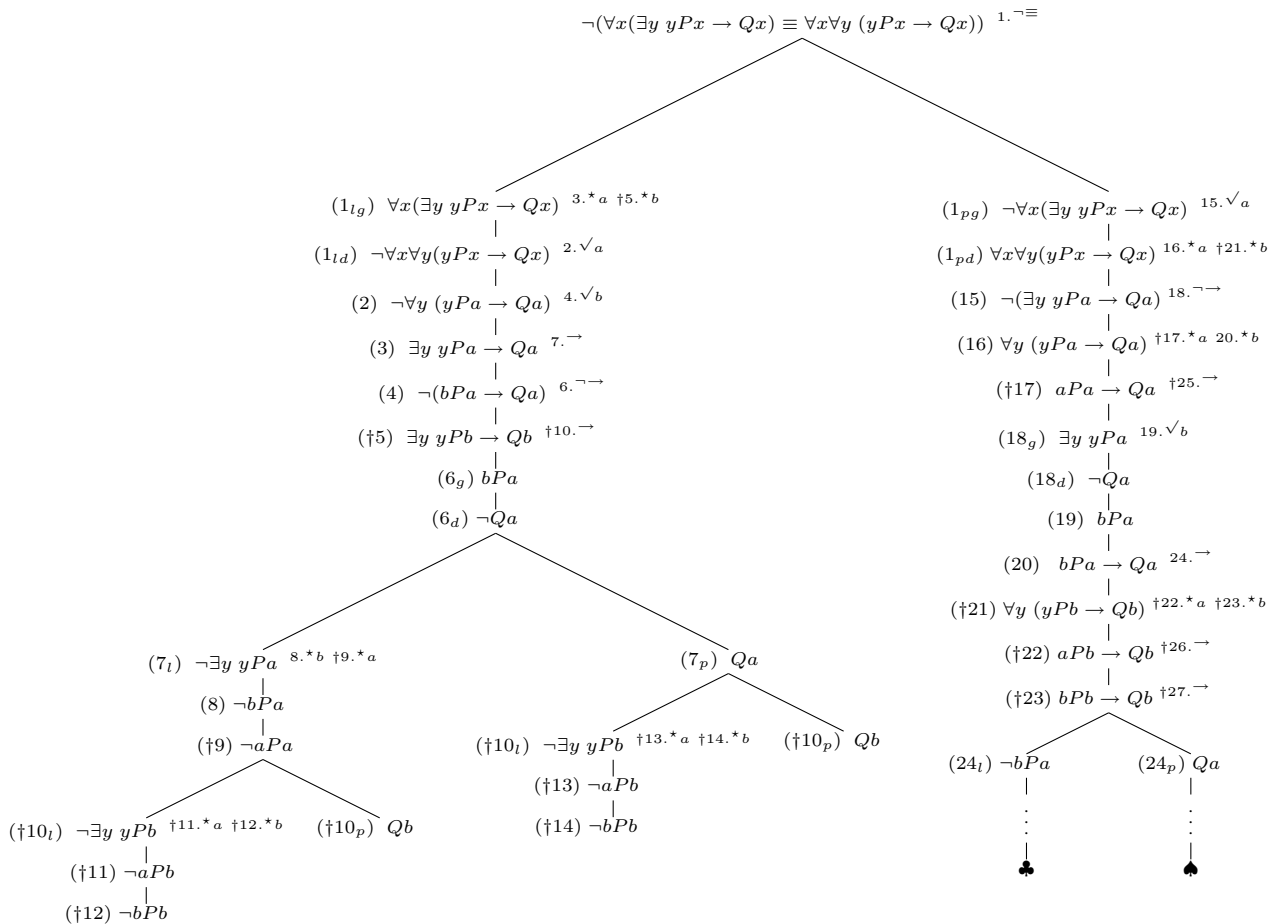 ¬(∀x(∃y yPx → Qx) ≡ ∀x∀y (yPx → Qx)) 1.¬≡
(1lg) ∀x(∃y yPx → Qx) 3.⋆a †5.⋆b
(1ld) ¬∀x∀y(yPx → Qx) 2.√a
(2) ¬∀y (yPa → Qa) 4.√b
(3) ∃y yPa → Qa 7.→
(4) ¬(bPa → Qa) 6.¬→
(†5) ∃y yPb → Qb †10.→
(6g) bPa
(6d) ¬Qa
(7l) ¬∃y yPa 8.⋆b †9.⋆a
(8) ¬bPa
(†9) ¬aPa
(†10l) ¬∃y yPb †11.⋆a †12.⋆b
(†11) ¬aPb
(†12) ¬bPb
(†10p) Qb
(7p) Qa
(†10l) ¬∃y yPb †13.⋆a †14.⋆b
(†13) ¬aPb
(†14) ¬bPb
(†10p) Qb
(1pg) ¬∀x(∃y yPx → Qx) 15.√a
(1pd) ∀x∀y(yPx → Qx) 16.⋆a †21.⋆b
(15) ¬(∃y yPa → Qa) 18.¬→
(16) ∀y (yPa → Qa) †17.⋆a 20.⋆b
(†17) aPa → Qa †25.→
(18g) ∃y yPa 19.√b
(18d) ¬Qa
(19) bPa
(20) bPa → Qa 24.→
(†21) ∀y (yPb → Qb) †22.⋆a †23.⋆b
(†22) aPb → Qb †26.→
(†23) bPb → Qb †27.→
(24l) ¬bPa
⋮
♣
(24p) Qa
⋮
♠